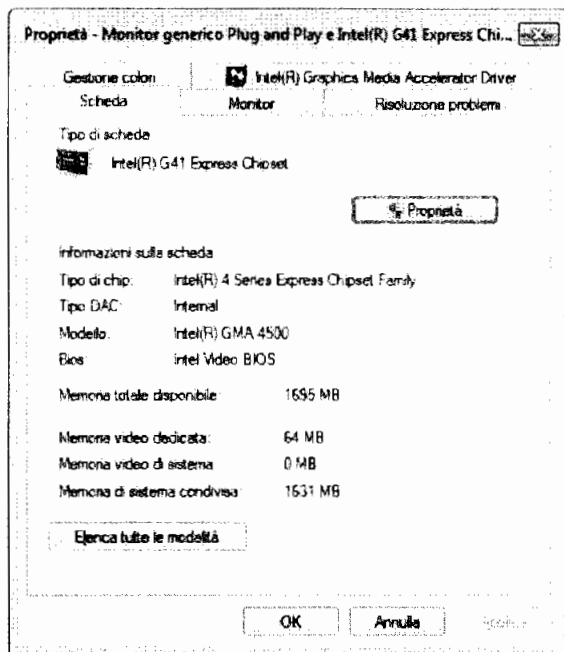 Proprietà - Monitor generico Plug and Play e Intel(R) G41 Express Chi...
Gestione colori
Intel(R) Graphics Media Accelerator Driver
Scheda
Monitor
Risoluzione problemi
Tipo di scheda
Intel(R) G41 Express Chipset
Proprietà
Informazioni sulla scheda
Tipo di chip: Intel(R) 4 Series Express Chipset Family
Tipo DAC: Internal
Modello: Intel(R) GMA 4500
Bios: Intel Video BIOS
Memoria totale disponibile: 1695 MB
Memoria video dedicata: 64 MB
Memoria video di sistema 0 MB
Memoria di sistema condivisa: 1631 MB
Elenca tutte le modalità
OK
Annulla